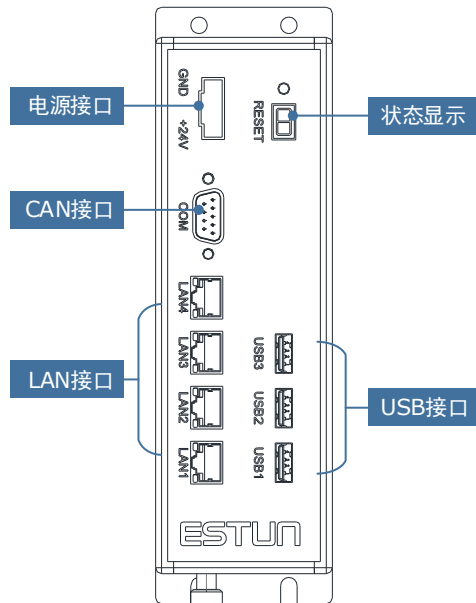 GND
+24V
RESET
电源接口
状态显示
CAN接口
COM
LAN4
LAN3
LAN2
LAN1
LAN接口
USB3
USB2
USB1
USB接口
ESTUN